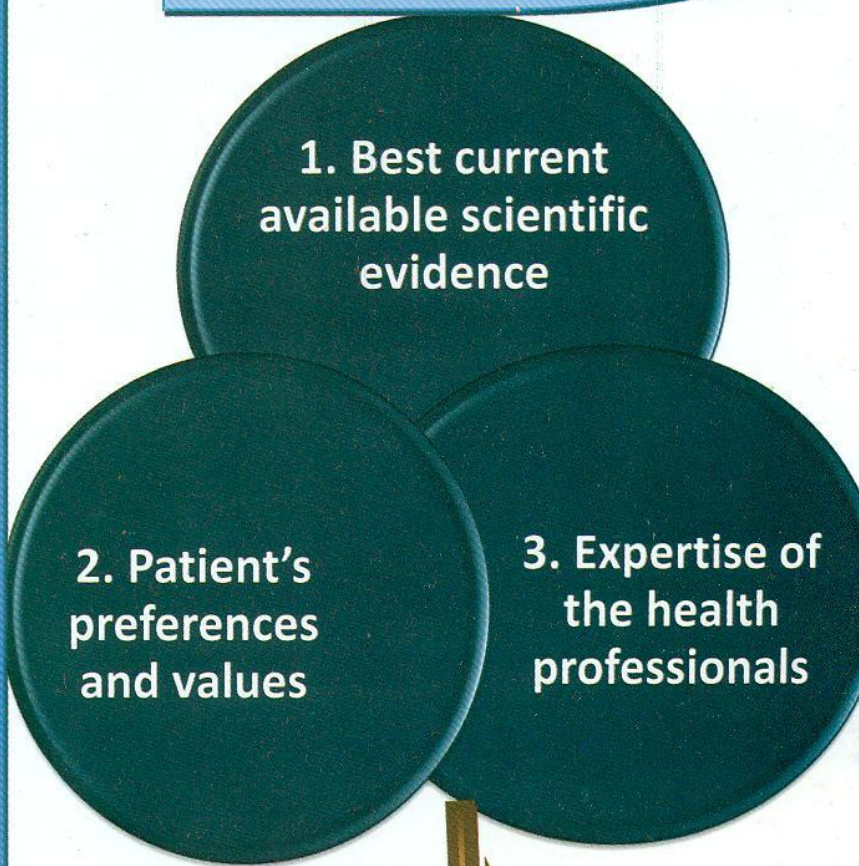 1. Best current
available scientific
evidence
2. Patient's
preferences
and values
3. Expertise of
the health
professionals